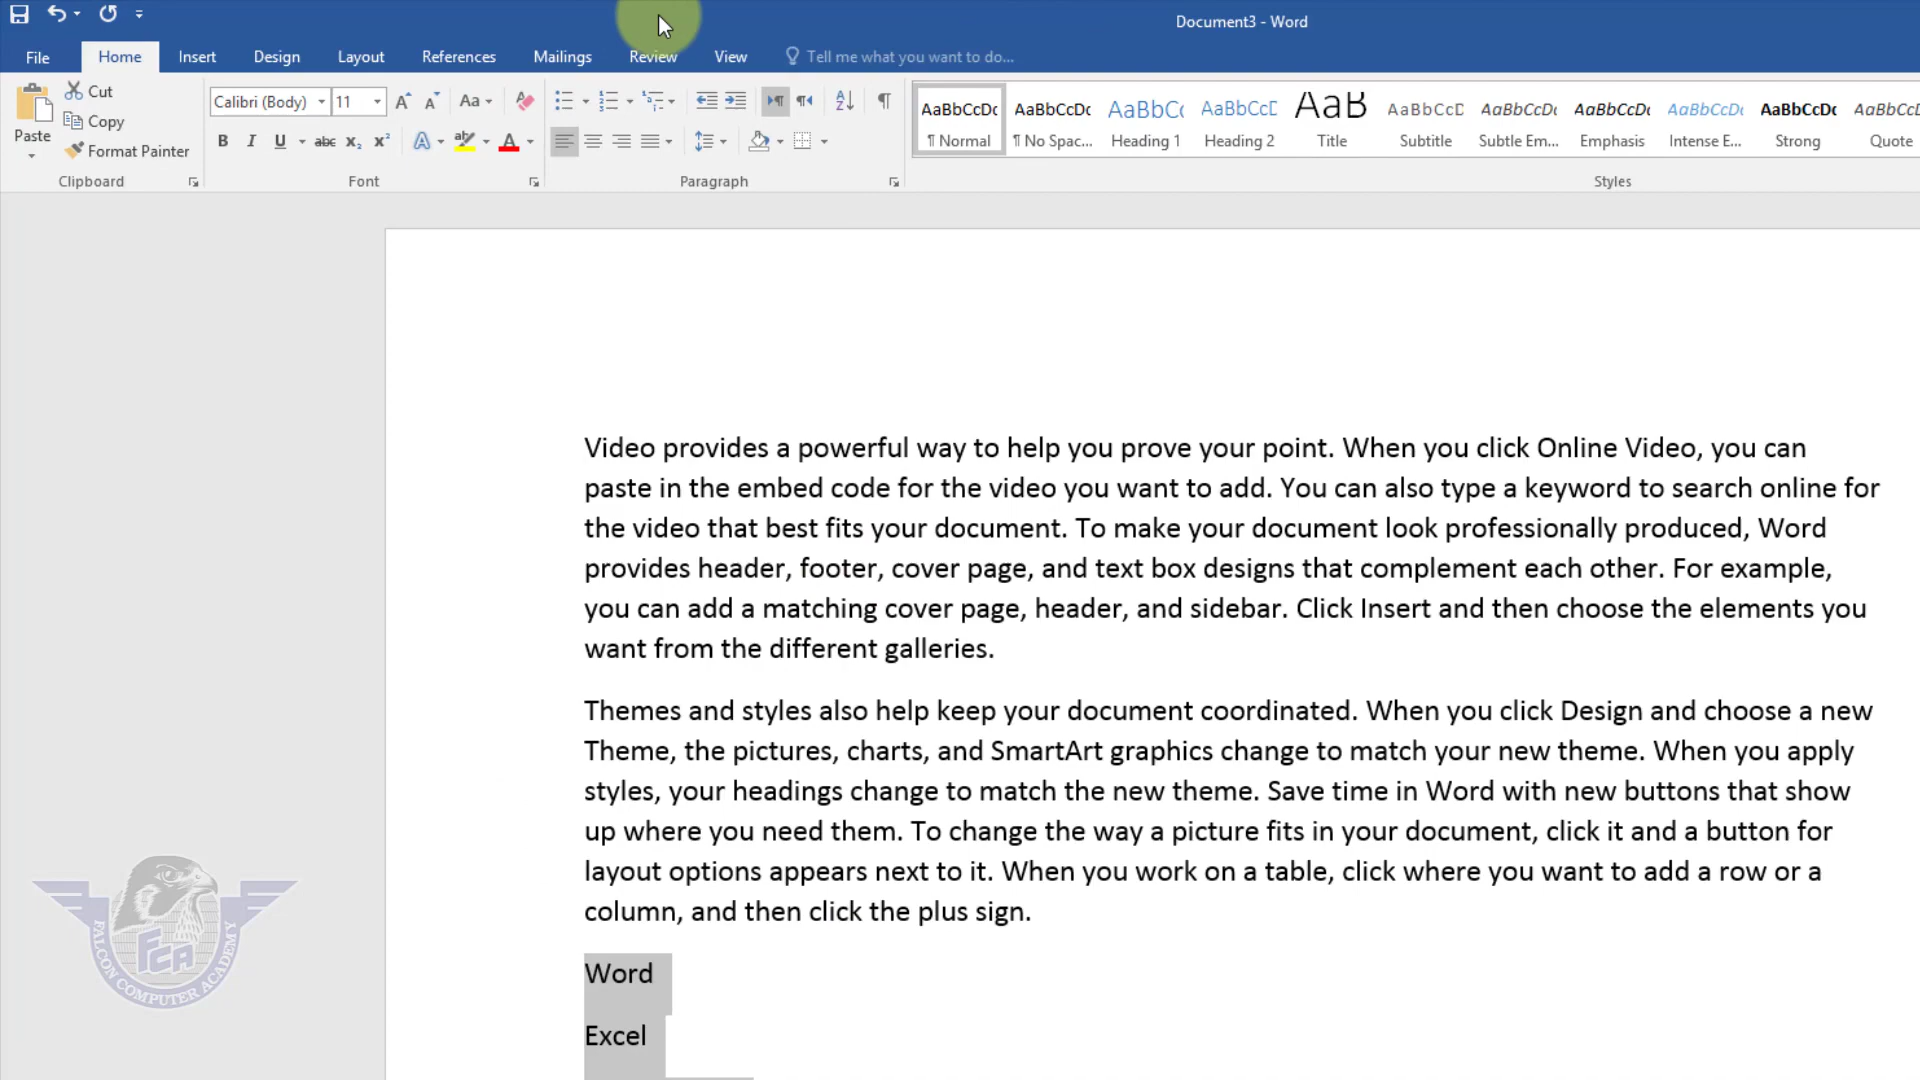 Document3 - Word
File Home Insert Design Layout References Mailings Review View Tell me what you want to do...
Paste
Cut
Copy
Format Painter
Clipboard
Calibri (Body) 11 Aa
B I U abc x₂ x² A ab A
Font
Paragraph
AaBbCcDc AaBbCcDc AaBbCc AaBbCcD AaB AaBbCcD AaBbCcDc AaBbCcDc AaBbCcDc AaBbCcDc AaBbCcDc
¶ Normal ¶ No Spac... Heading 1 Heading 2 Title Subtitle Subtle Em... Emphasis Intense E... Strong Quote
Styles
Video provides a powerful way to help you prove your point. When you click Online Video, you can
paste in the embed code for the video you want to add. You can also type a keyword to search online for
the video that best fits your document. To make your document look professionally produced, Word
provides header, footer, cover page, and text box designs that complement each other. For example,
you can add a matching cover page, header, and sidebar. Click Insert and then choose the elements you
want from the different galleries.
Themes and styles also help keep your document coordinated. When you click Design and choose a new
Theme, the pictures, charts, and SmartArt graphics change to match your new theme. When you apply
styles, your headings change to match the new theme. Save time in Word with new buttons that show
up where you need them. To change the way a picture fits in your document, click it and a button for
layout options appears next to it. When you work on a table, click where you want to add a row or a
column, and then click the plus sign.
Word
Excel
FCA
FALCON COMPUTER ACADEMY